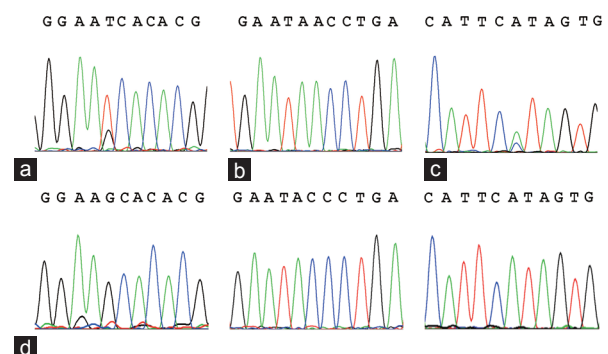 G G A A T C A C A C G
G A A T A A C C T G A
C A T T C A T A G T G
a
b
c
G G A A G C A C A C G
G A A T A C C C T G A
C A T T C A T A G T G
d